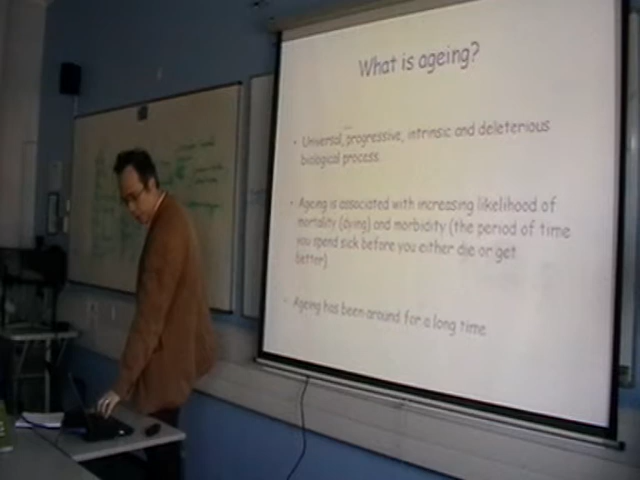 What is ageing?
• Universal, progressive, intrinsic and deleterious
biological process
• Ageing is associated with increasing likelihood of
mortality (dying) and morbidity (the period of time
you spend sick before you either die or get
better)
• Ageing has been around for a long time